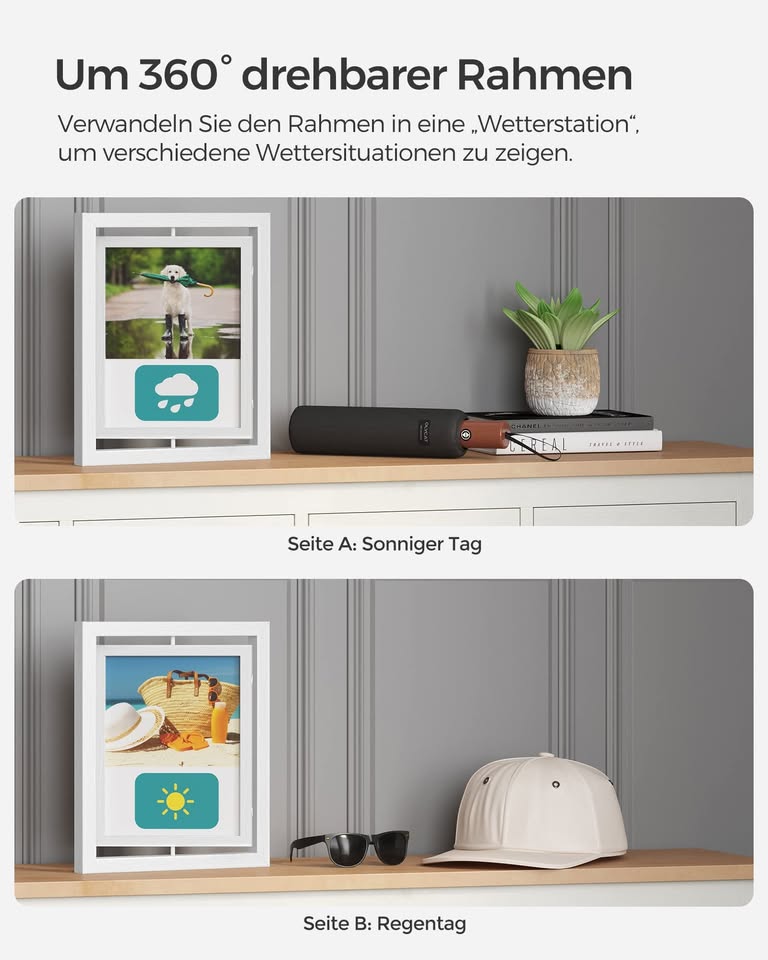 Um 360° drehbarer Rahmen
Verwandeln Sie den Rahmen in eine „Wetterstation“,
um verschiedene Wettersituationen zu zeigen.
CHANEL
CEREAL
TRAVEL & STYLE
Seite A: Sonniger Tag
Seite B: Regentag